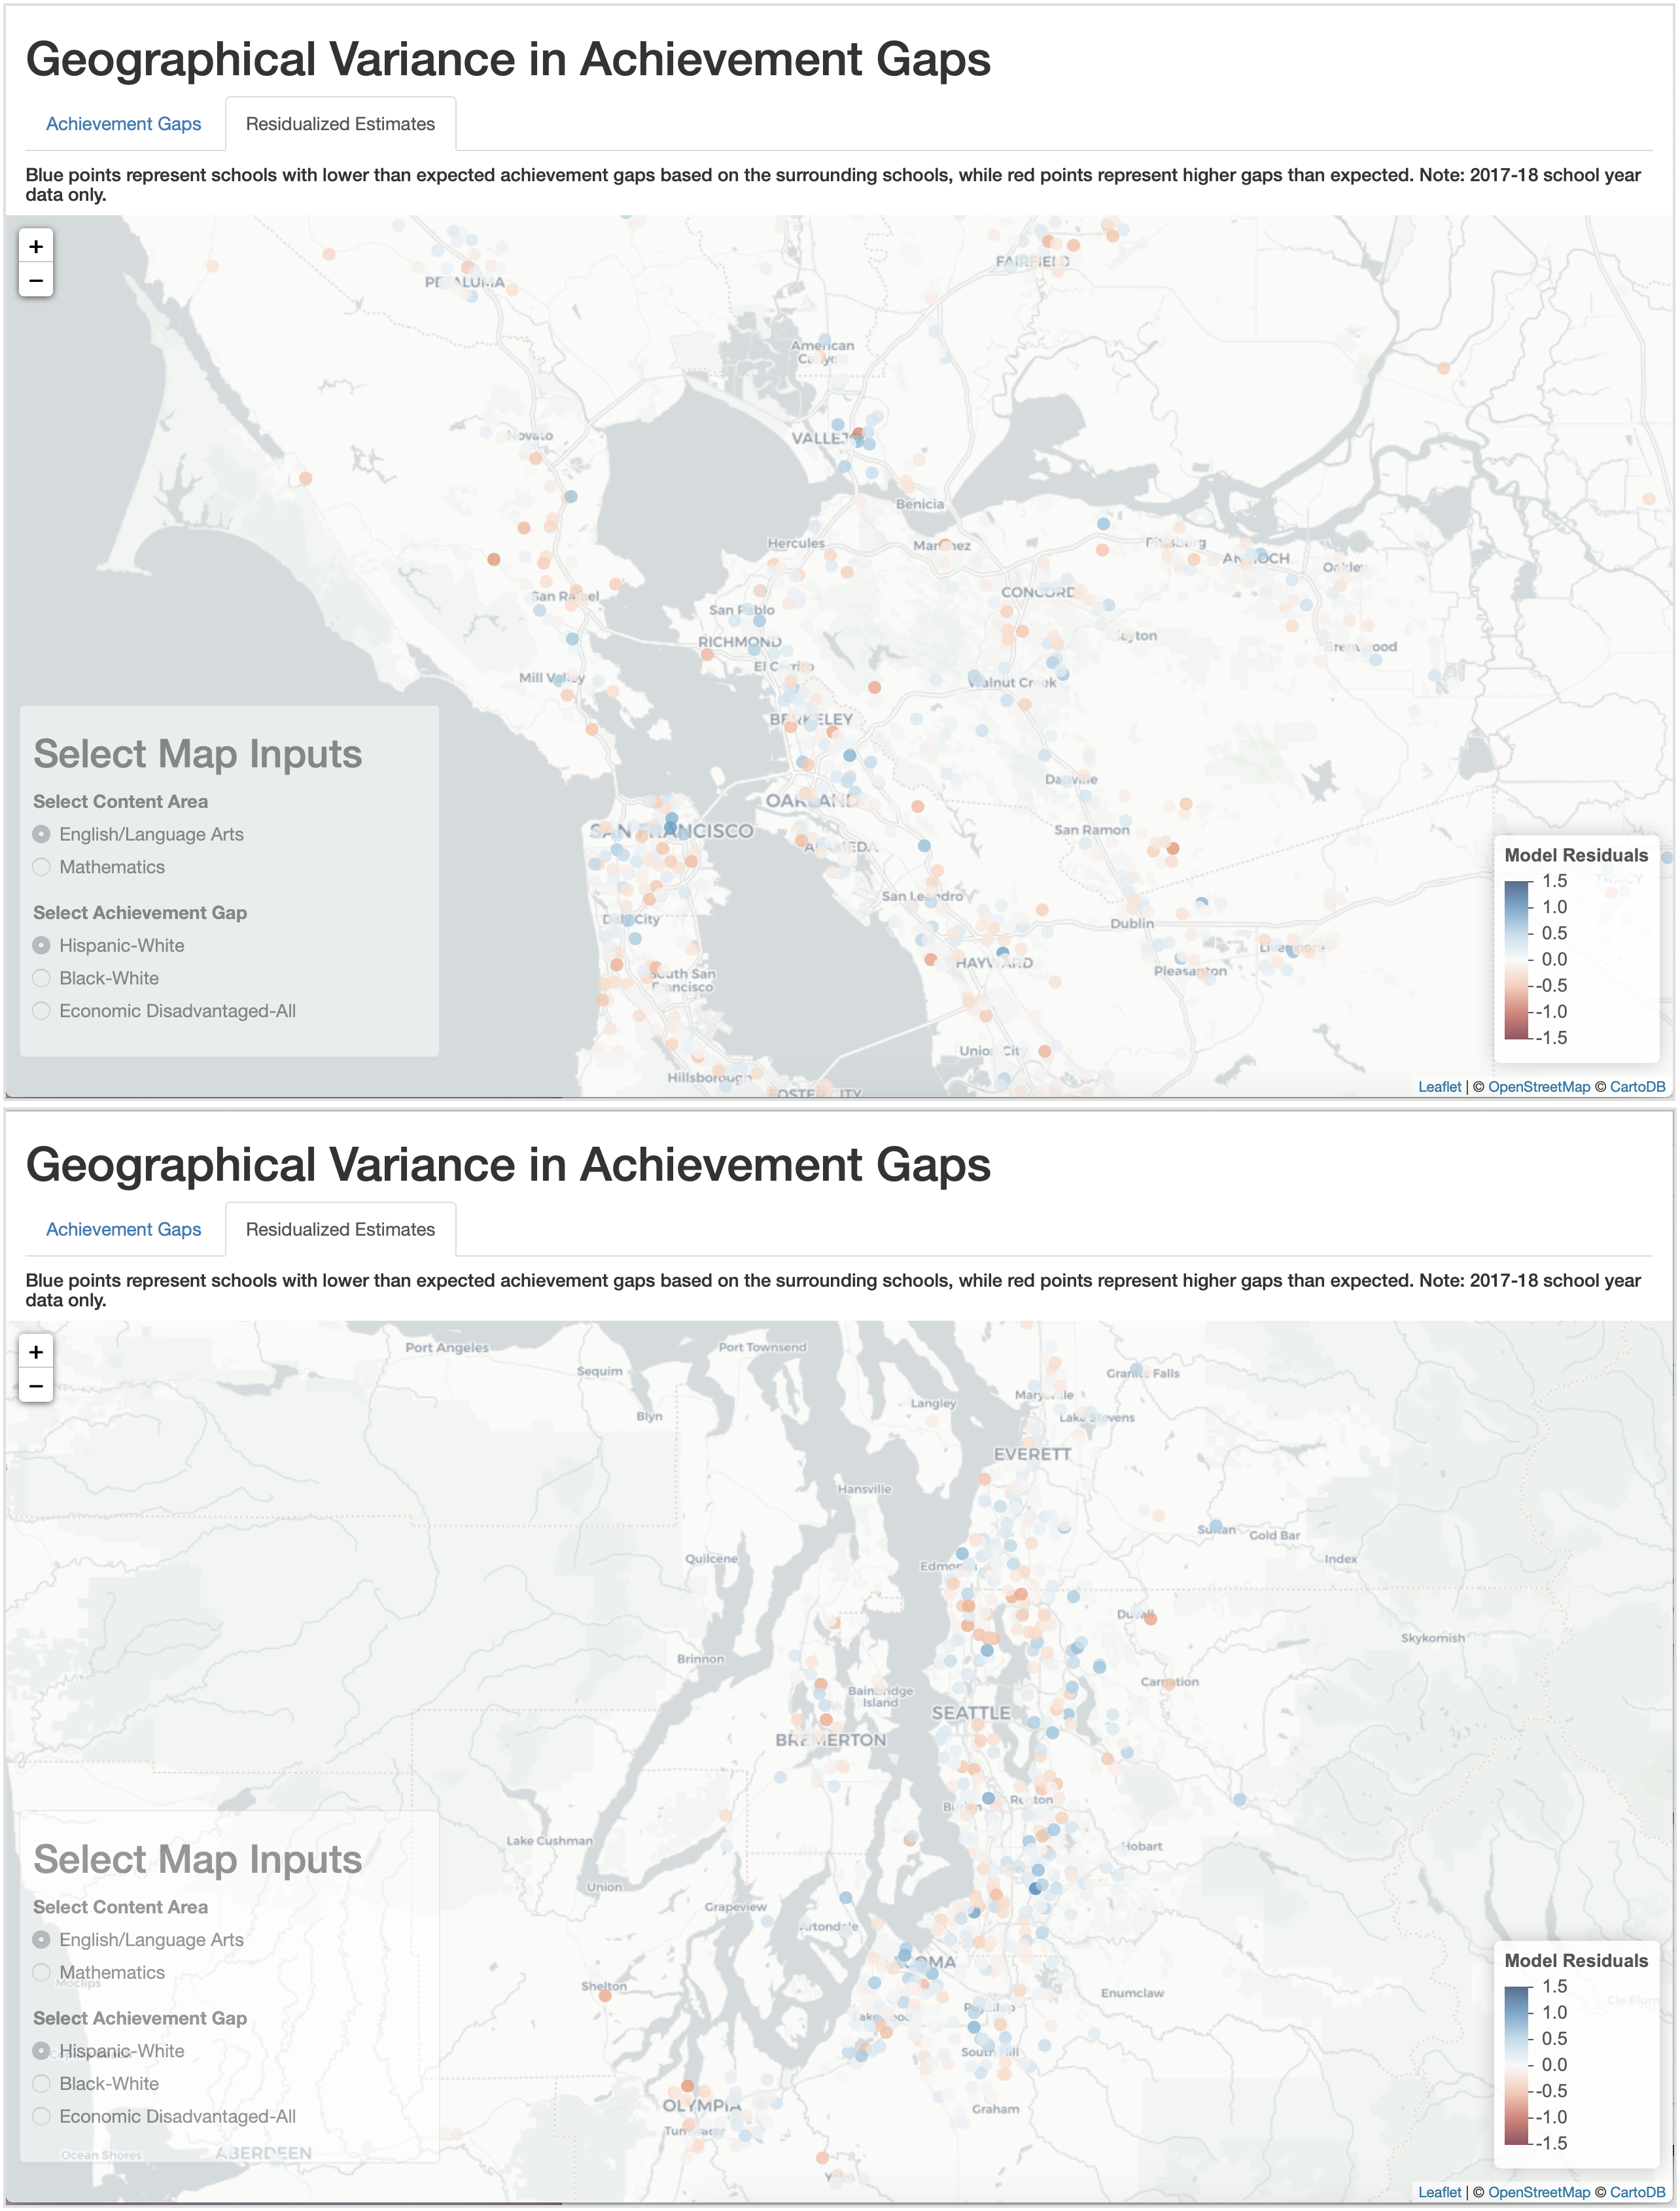 Geographical Variance in Achievement Gaps
Achievement Gaps
Residualized Estimates
Blue points represent schools with lower than expected achievement gaps based on the surrounding schools, while red points represent higher gaps than expected. Note: 2017-18 school year
data only.
+
−
PETALUMA
FAIRFIELD
American
Canyon
Novato
VALLEJO
Benicia
Hercules
Martinez
Pittsburg
ANTIOCH
Oakley
San Rafael
San Pablo
CONCORD
RICHMOND
Clayton
Brentwood
El Cerrito
Mill Valley
Walnut Creek
BERKELEY
Danville
OAKLAND
SAN FRANCISCO
San Ramon
ALAMEDA
San Leandro
Daly City
Dublin
Livermore
HAYWARD
Pleasanton
South San
Francisco
Union City
Hillsborough
FOSTER CITY
TRACY
Select Map Inputs
Select Content Area
English/Language Arts
Mathematics
Select Achievement Gap
Hispanic-White
Black-White
Economic Disadvantaged-All
Model Residuals
1.5
1.0
0.5
0.0
-0.5
-1.0
-1.5
Leaflet | © OpenStreetMap © CartoDB
Geographical Variance in Achievement Gaps
Achievement Gaps
Residualized Estimates
Blue points represent schools with lower than expected achievement gaps based on the surrounding schools, while red points represent higher gaps than expected. Note: 2017-18 school year
data only.
+
−
Port Angeles
Port Townsend
Sequim
Granite Falls
Marysville
Langley
Blyn
Lake Stevens
EVERETT
Hansville
Sultan
Gold Bar
Quilcene
Index
Edmonds
Duvall
Skykomish
Brinnon
Carnation
Bainbridge
Island
SEATTLE
BREMERTON
Burien
Renton
Lake Cushman
Hobart
Union
Grapeview
Artondale
TACOMA
Shelton
Enumclaw
Puyallup
Lakewood
South Hill
OLYMPIA
Graham
Tumwater
Yelm
Moclips
Ocean Shores
ABERDEEN
Cle Elum
Select Map Inputs
Select Content Area
English/Language Arts
Mathematics
Select Achievement Gap
Hispanic-White
Black-White
Economic Disadvantaged-All
Model Residuals
1.5
1.0
0.5
0.0
-0.5
-1.0
-1.5
Leaflet | © OpenStreetMap © CartoDB